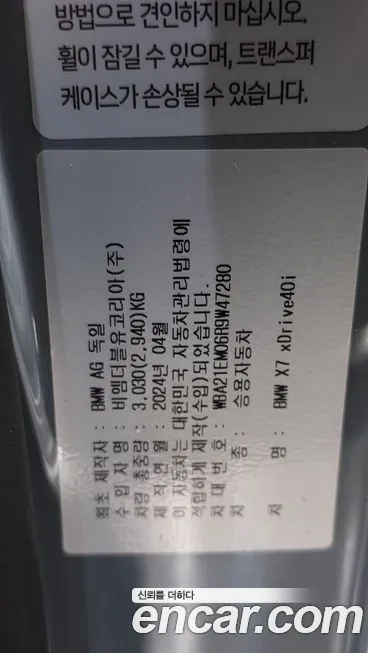 방법으로 견인하지 마십시오.
휠이 잠길 수 있으며, 트랜스퍼
케이스가 손상될 수 있습니다.
최초 제작사 : BMW AG 독일
수 입 자 명 : 비엠더블유코리아(주)
차량 총중량 : 3,030(2,940)KG
제 작 연 월 : 2024년 04월
이 자동차는 대한민국 자동차관리법령에
적합하게 제작(수입)되었습니다.
차 대 번 호 : WBA21EM06R9W47280
차 종 : 승용자동차
차 명 : BMW X7 xDrive40i
신뢰를 더하다
encar.com